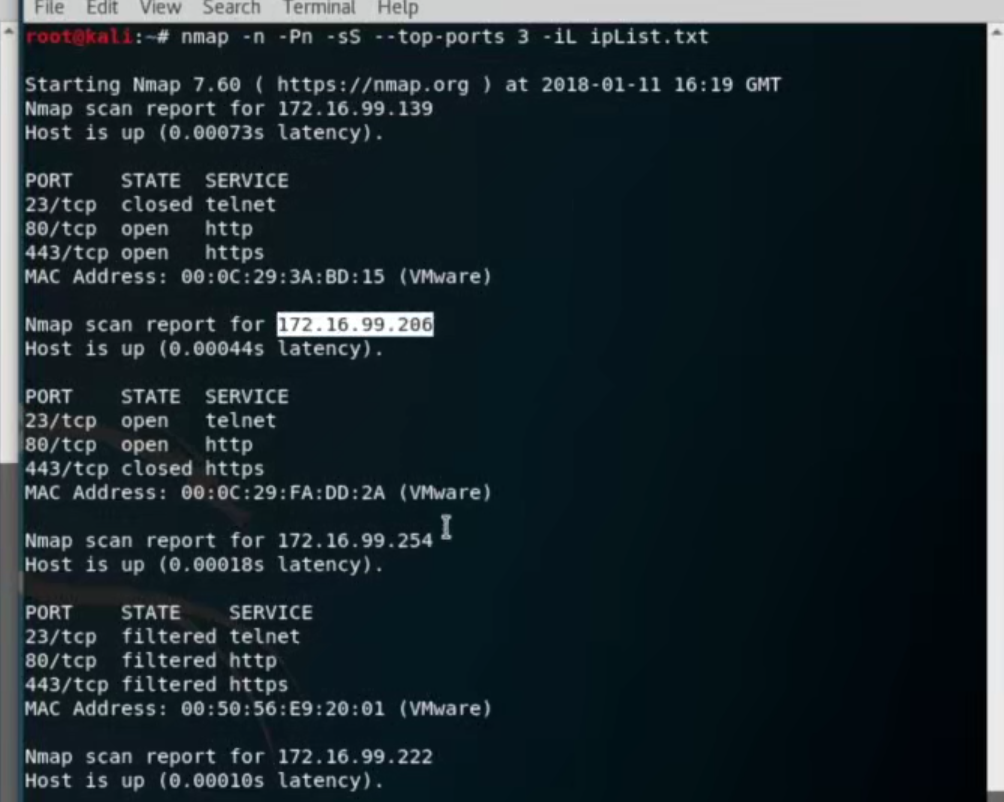 File Edit View Search Terminal Help
root@kali:~# nmap -n -Pn -sS --top-ports 3 -iL ipList.txt
Starting Nmap 7.60 ( https://nmap.org ) at 2018-01-11 16:19 GMT
Nmap scan report for 172.16.99.139
Host is up (0.00073s latency).
PORT    STATE  SERVICE
23/tcp  closed telnet
80/tcp  open   http
443/tcp open   https
MAC Address: 00:0C:29:3A:BD:15 (VMware)
Nmap scan report for 172.16.99.206
Host is up (0.00044s latency).
PORT    STATE  SERVICE
23/tcp  open   telnet
80/tcp  open   http
443/tcp closed https
MAC Address: 00:0C:29:FA:DD:2A (VMware)
Nmap scan report for 172.16.99.254
Host is up (0.00018s latency).
PORT    STATE    SERVICE
23/tcp  filtered telnet
80/tcp  filtered http
443/tcp filtered https
MAC Address: 00:50:56:E9:20:01 (VMware)
Nmap scan report for 172.16.99.222
Host is up (0.00010s latency).